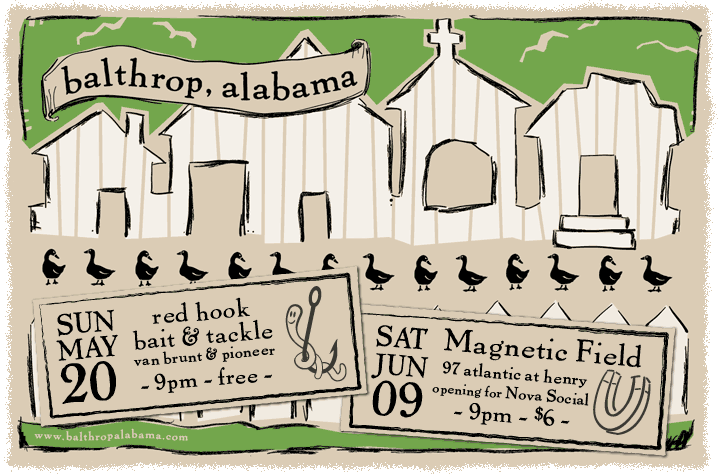 balthrop, alabama
SUN
MAY
20
red hook
bait & tackle
van brunt & pioneer
- 9pm - free -
SAT
JUN
09
Magnetic Field
97 atlantic at henry
opening for Nova Social
- 9pm - $6 -
www.balthropalabama.com